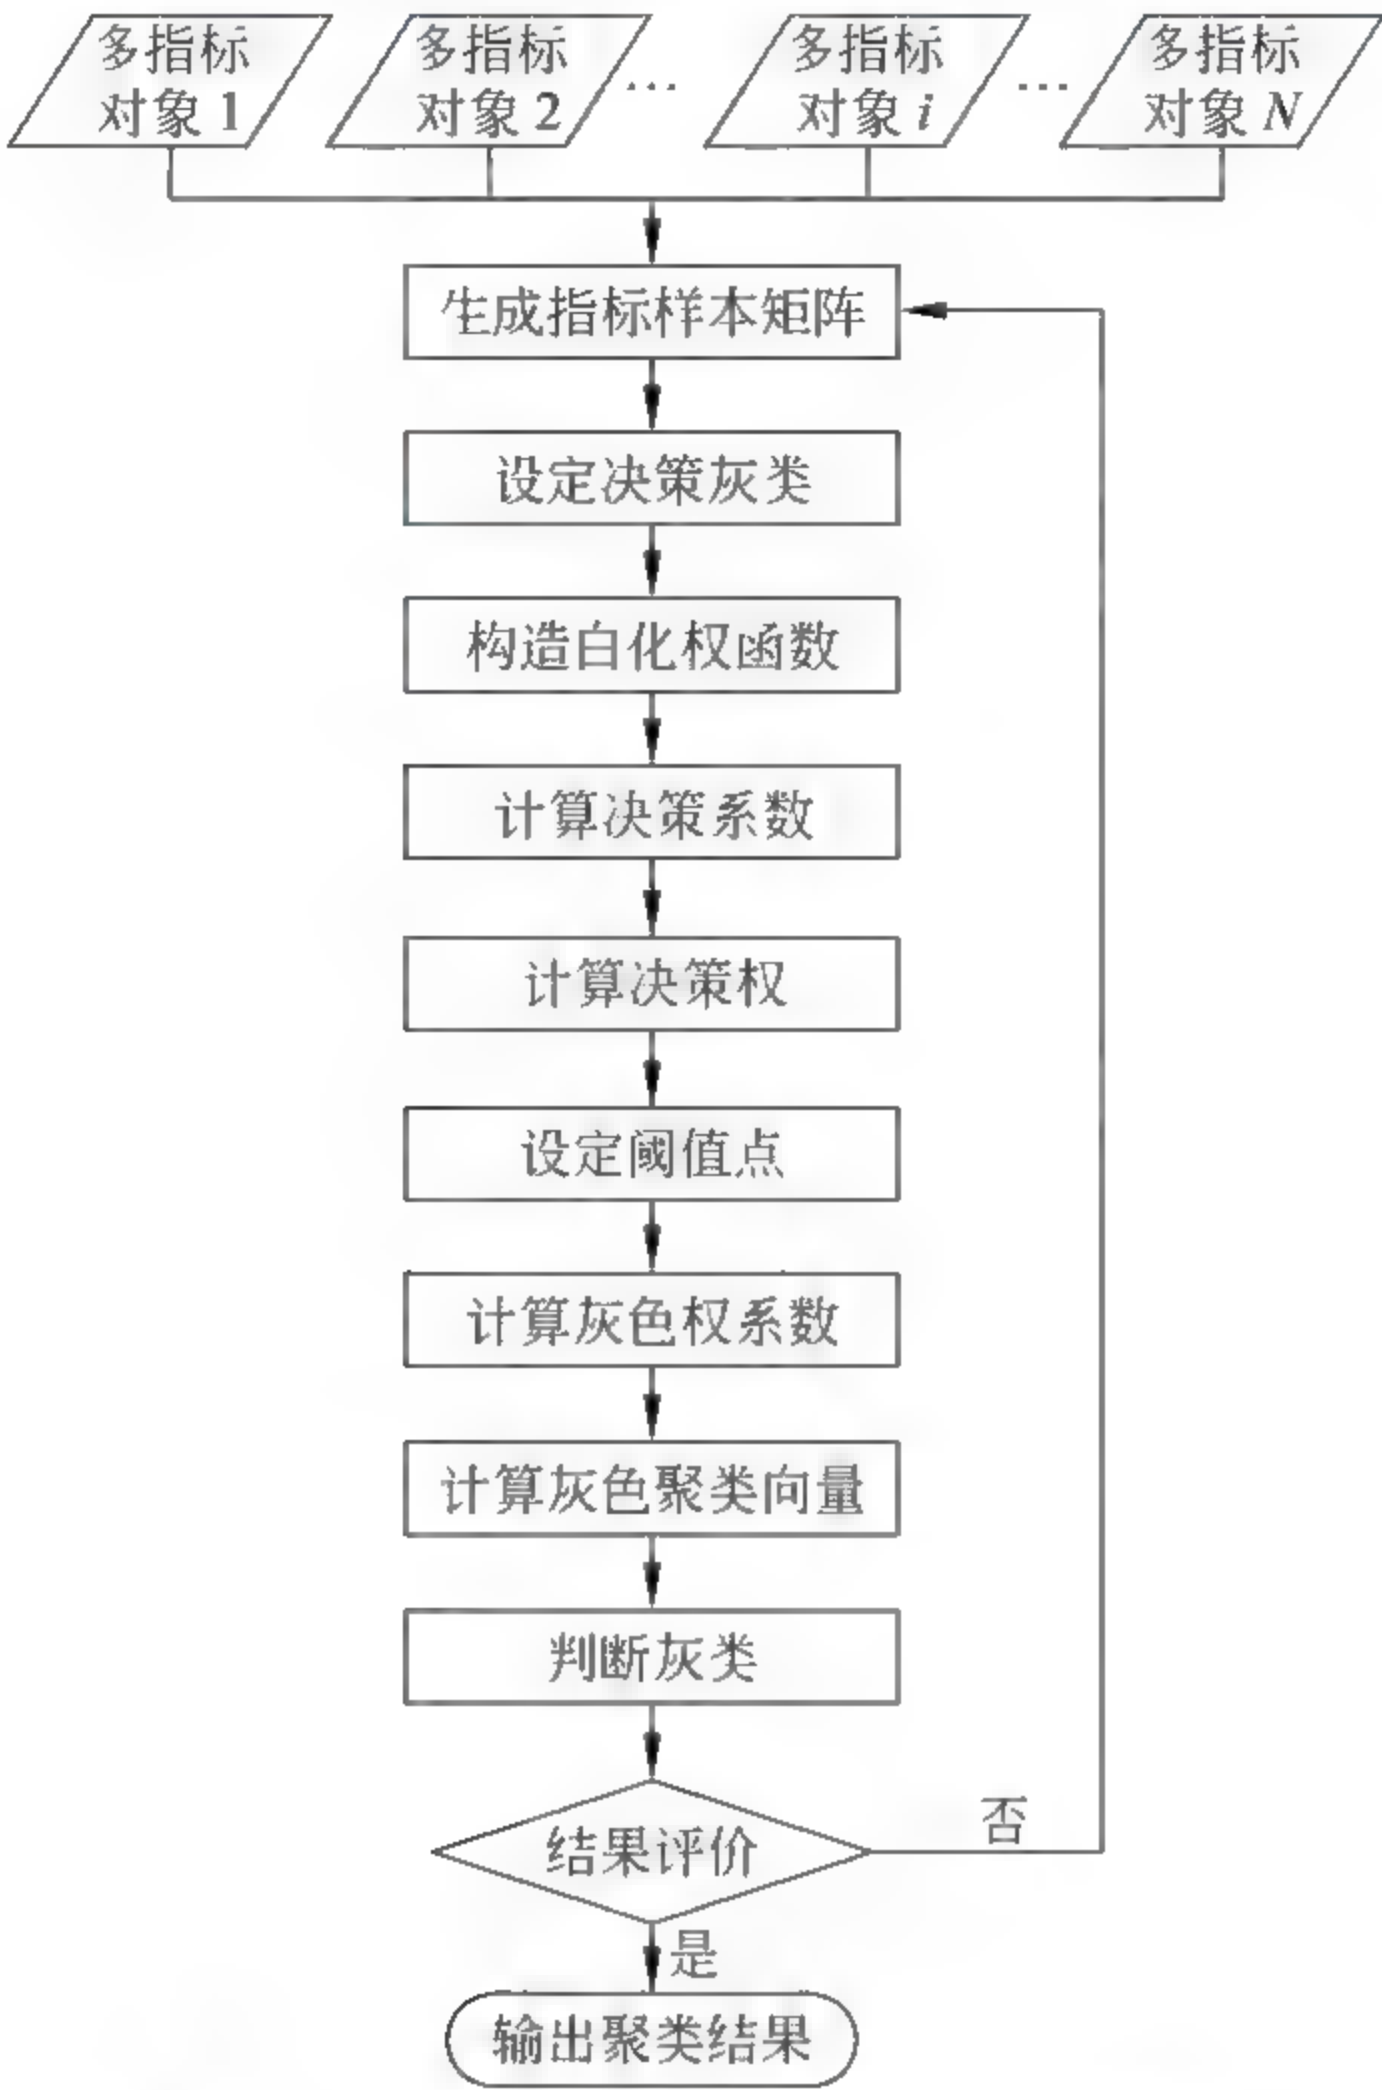 多指标
对象 1
多指标
对象 2
…
多指标
对象 i
…
多指标
对象 N
生成指标样本矩阵
设定决策灰类
构造白化权函数
计算决策系数
计算决策权
设定阈值点
计算灰色权系数
计算灰色聚类向量
判断灰类
结果评价
否
是
输出聚类结果